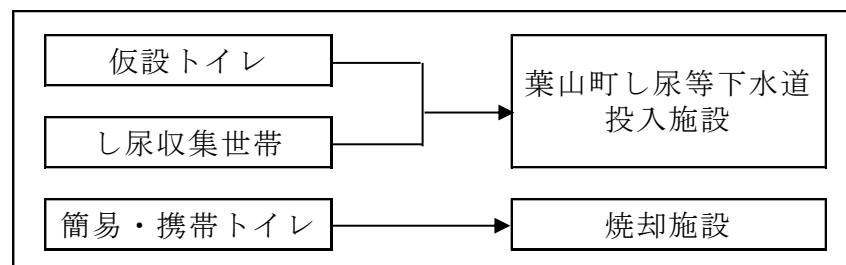 仮設トイレ
し尿収集世帯
葉山町し尿等下水道
投入施設
簡易・携帯トイレ
焼却施設